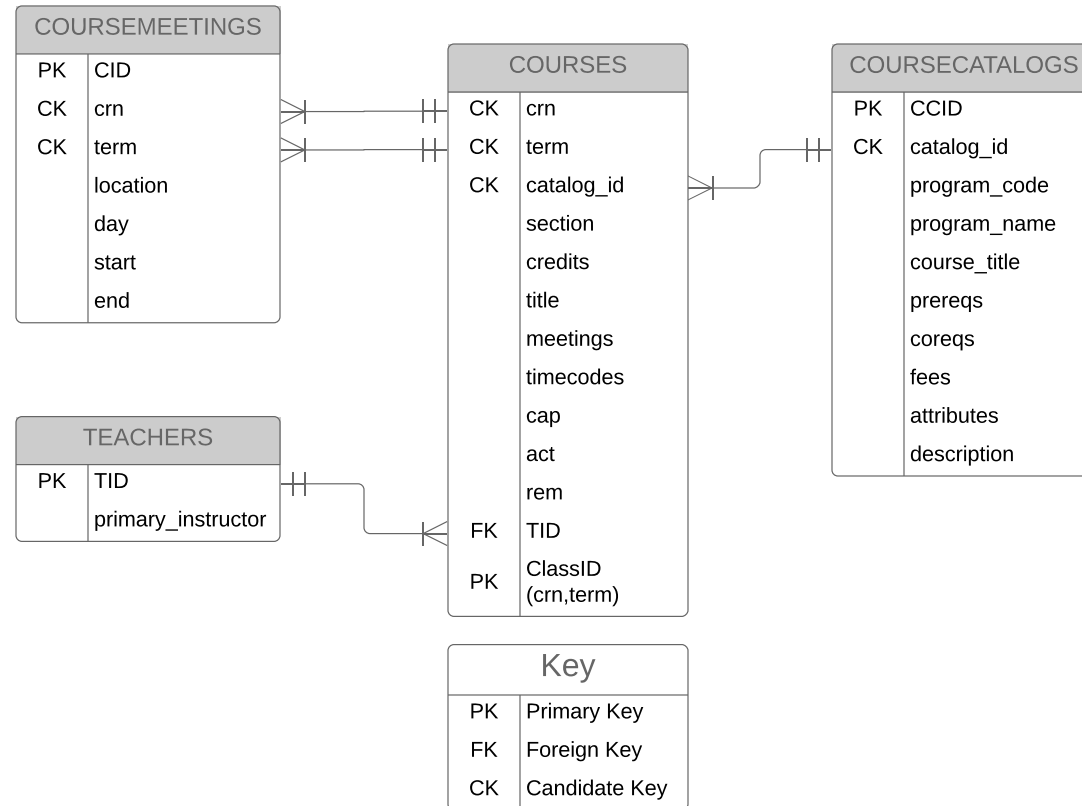 COURSEMEETINGS
PK CID
CK crn
CK term
location
day
start
end
TEACHERS
PK TID
primary_instructor
COURSES
CK crn
CK term
CK catalog_id
section
credits
title
meetings
timecodes
cap
act
rem
FK TID
PK ClassID
(crn,term)
COURSECATALOGS
PK CCID
CK catalog_id
program_code
program_name
course_title
prereqs
coreqs
fees
attributes
description
Key
PK Primary Key
FK Foreign Key
CK Candidate Key